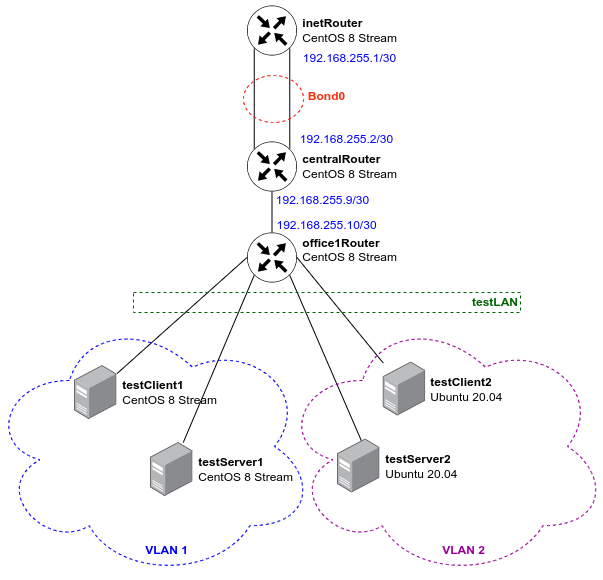 inetRouter
CentOS 8 Stream
192.168.255.1/30
Bond0
192.168.255.2/30
centralRouter
CentOS 8 Stream
192.168.255.9/30
192.168.255.10/30
office1Router
CentOS 8 Stream
testLAN
testClient1
CentOS 8 Stream
testClient2
Ubuntu 20.04
testServer1
CentOS 8 Stream
testServer2
Ubuntu 20.04
VLAN 1
VLAN 2